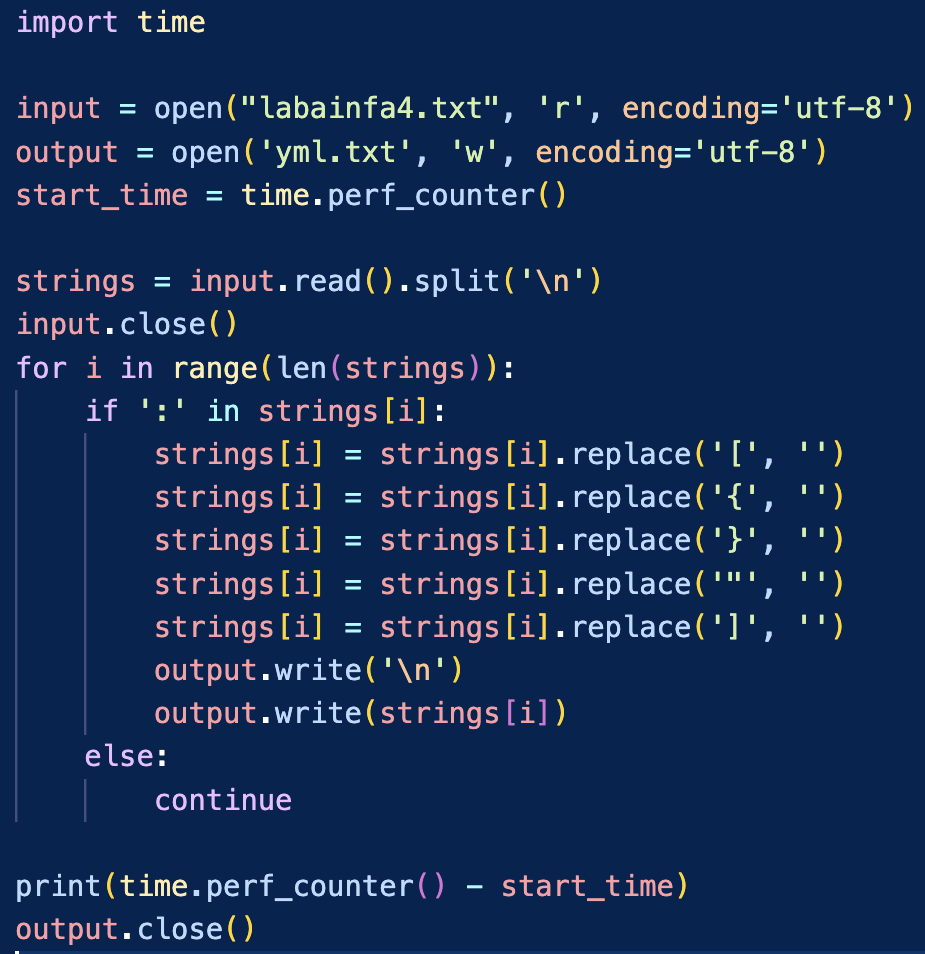 import time
input = open("labainfa4.txt", 'r', encoding='utf-8')
output = open('yml.txt', 'w', encoding='utf-8')
start_time = time.perf_counter()
strings = input.read().split('\n')
input.close()
for i in range(len(strings)):
    if ':' in strings[i]:
        strings[i] = strings[i].replace('[', '')
        strings[i] = strings[i].replace('{', '')
        strings[i] = strings[i].replace('}', '')
        strings[i] = strings[i].replace('"', '')
        strings[i] = strings[i].replace(']', '')
        output.write('\n')
        output.write(strings[i])
    else:
        continue
print(time.perf_counter() - start_time)
output.close()